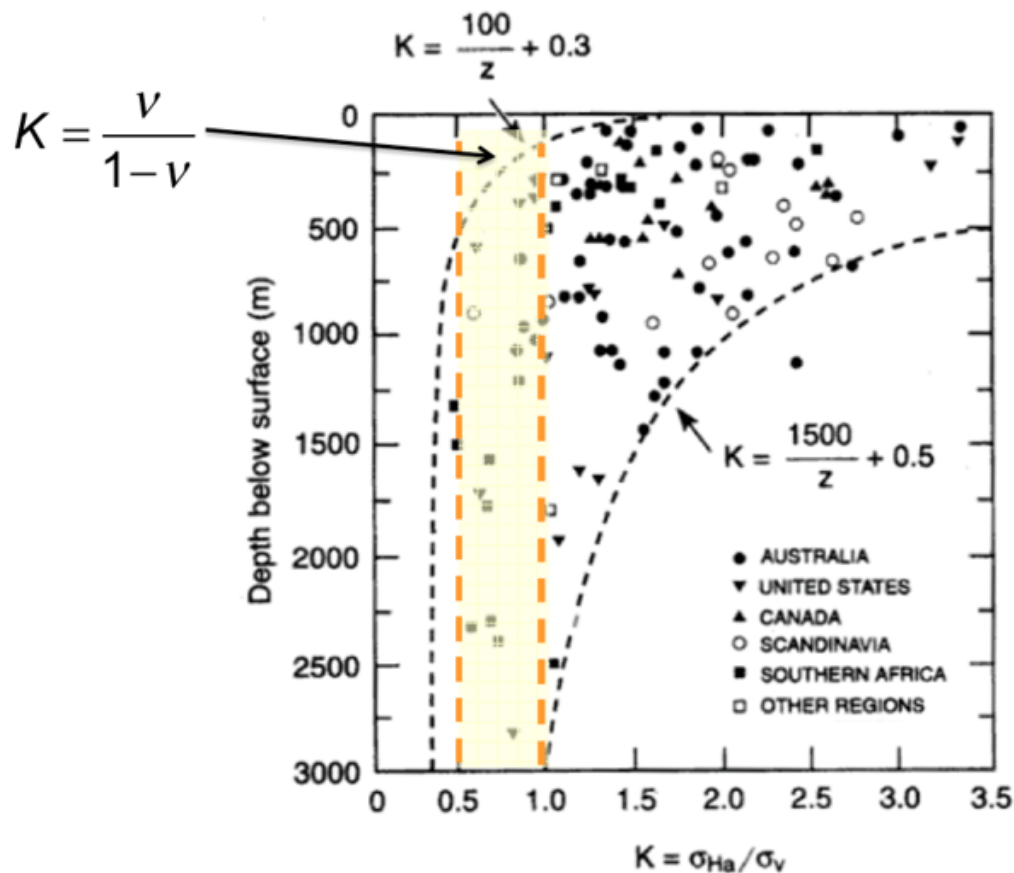 K = 100/z + 0.3
K = ν/(1−ν)
0
500
1000
1500
2000
2500
3000
Depth below surface (m)
K = 1500/z + 0.5
AUSTRALIA
UNITED STATES
CANADA
SCANDINAVIA
SOUTHERN AFRICA
OTHER REGIONS
0 0.5 1.0 1.5 2.0 2.5 3.0 3.5
K = σHa/σv